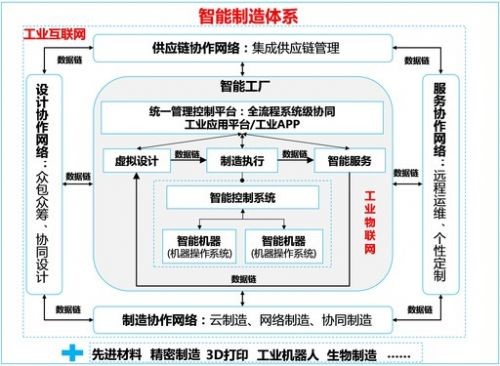 智能制造体系
工业互联网
供应链协作网络：集成供应链管理
数据链
数据链
智能工厂
统一管理控制平台：全流程系统级协同
工业应用平台/工业APP
设计协作网络：众包众筹、协同设计
服务协作网络：远程运维、个性定制
虚拟设计
数据链
制造执行
数据链
智能服务
数据链
数据链
智能控制系统
工业物联网
智能机器
(机器操作系统)
智能机器
(机器操作系统)
数据链
数据链
数据链
制造协作网络：云制造、网络制造、协同制造
先进材料 精密制造 3D打印 工业机器人 生物制造 ……